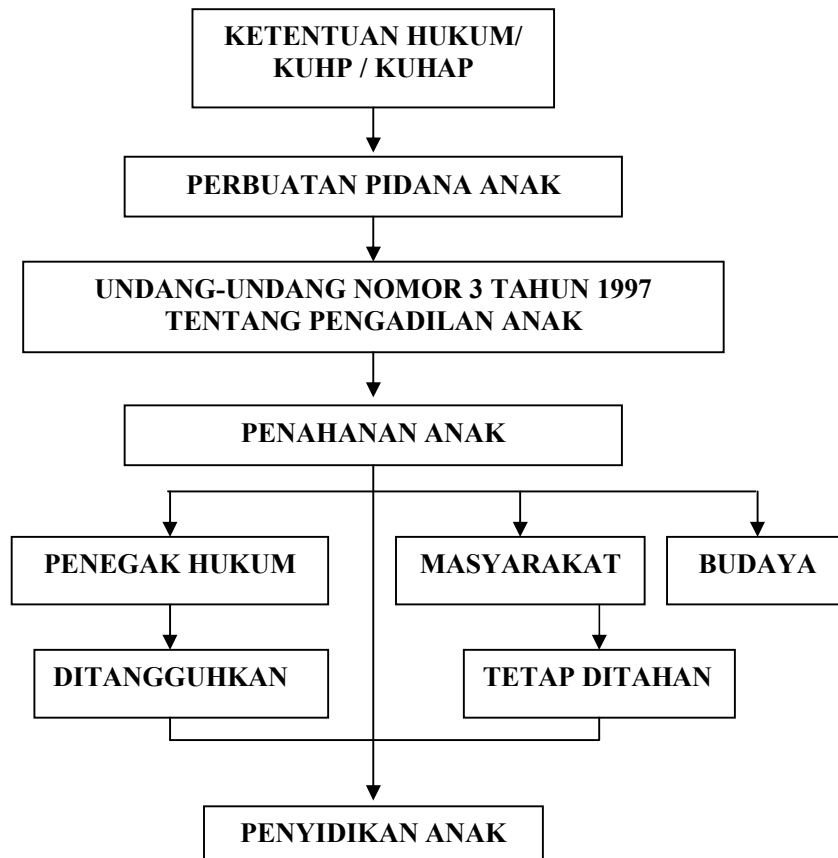 KETENTUAN HUKUM/
KUHP / KUHAP
PERBUATAN PIDANA ANAK
UNDANG-UNDANG NOMOR 3 TAHUN 1997
TENTANG PENGADILAN ANAK
PENAHANAN ANAK
PENEGAK HUKUM
MASYARAKAT
BUDAYA
DITANGGUHKAN
TETAP DITAHAN
PENYIDIKAN ANAK